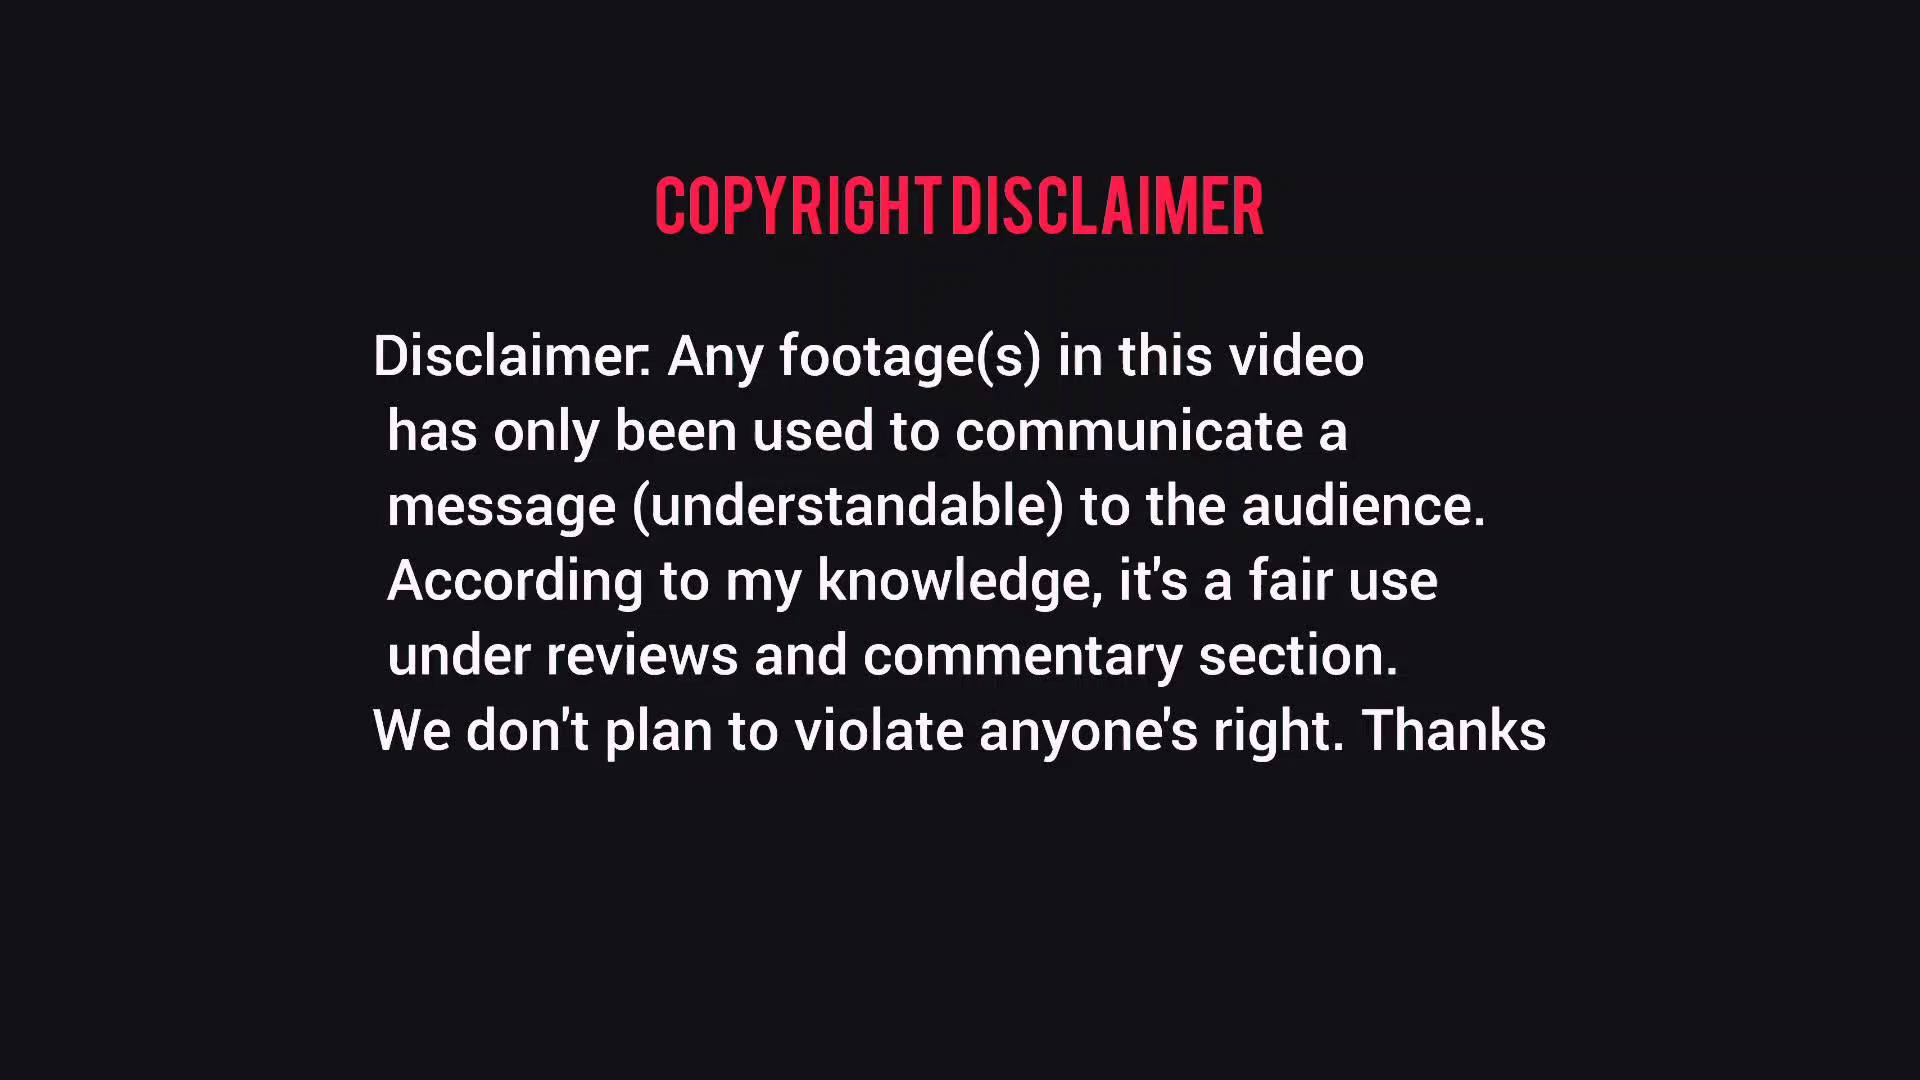 COPYRIGHT DISCLAIMER
Disclaimer: Any footage(s) in this video
has only been used to communicate a
message (understandable) to the audience.
According to my knowledge, it's a fair use
under reviews and commentary section.
We don't plan to violate anyone's right. Thanks